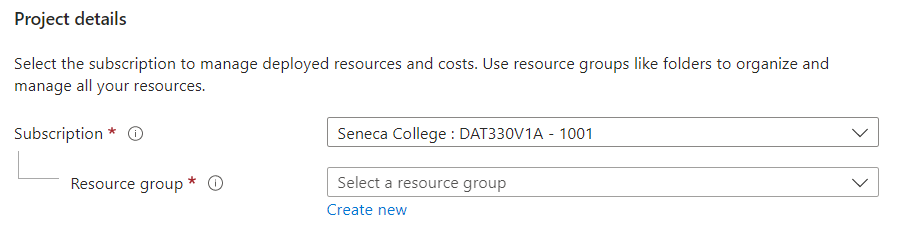 Project details
Select the subscription to manage deployed resources and costs. Use resource groups like folders to organize and
manage all your resources.
Subscription *
Seneca College : DAT330V1A - 1001
Resource group *
Select a resource group
Create new